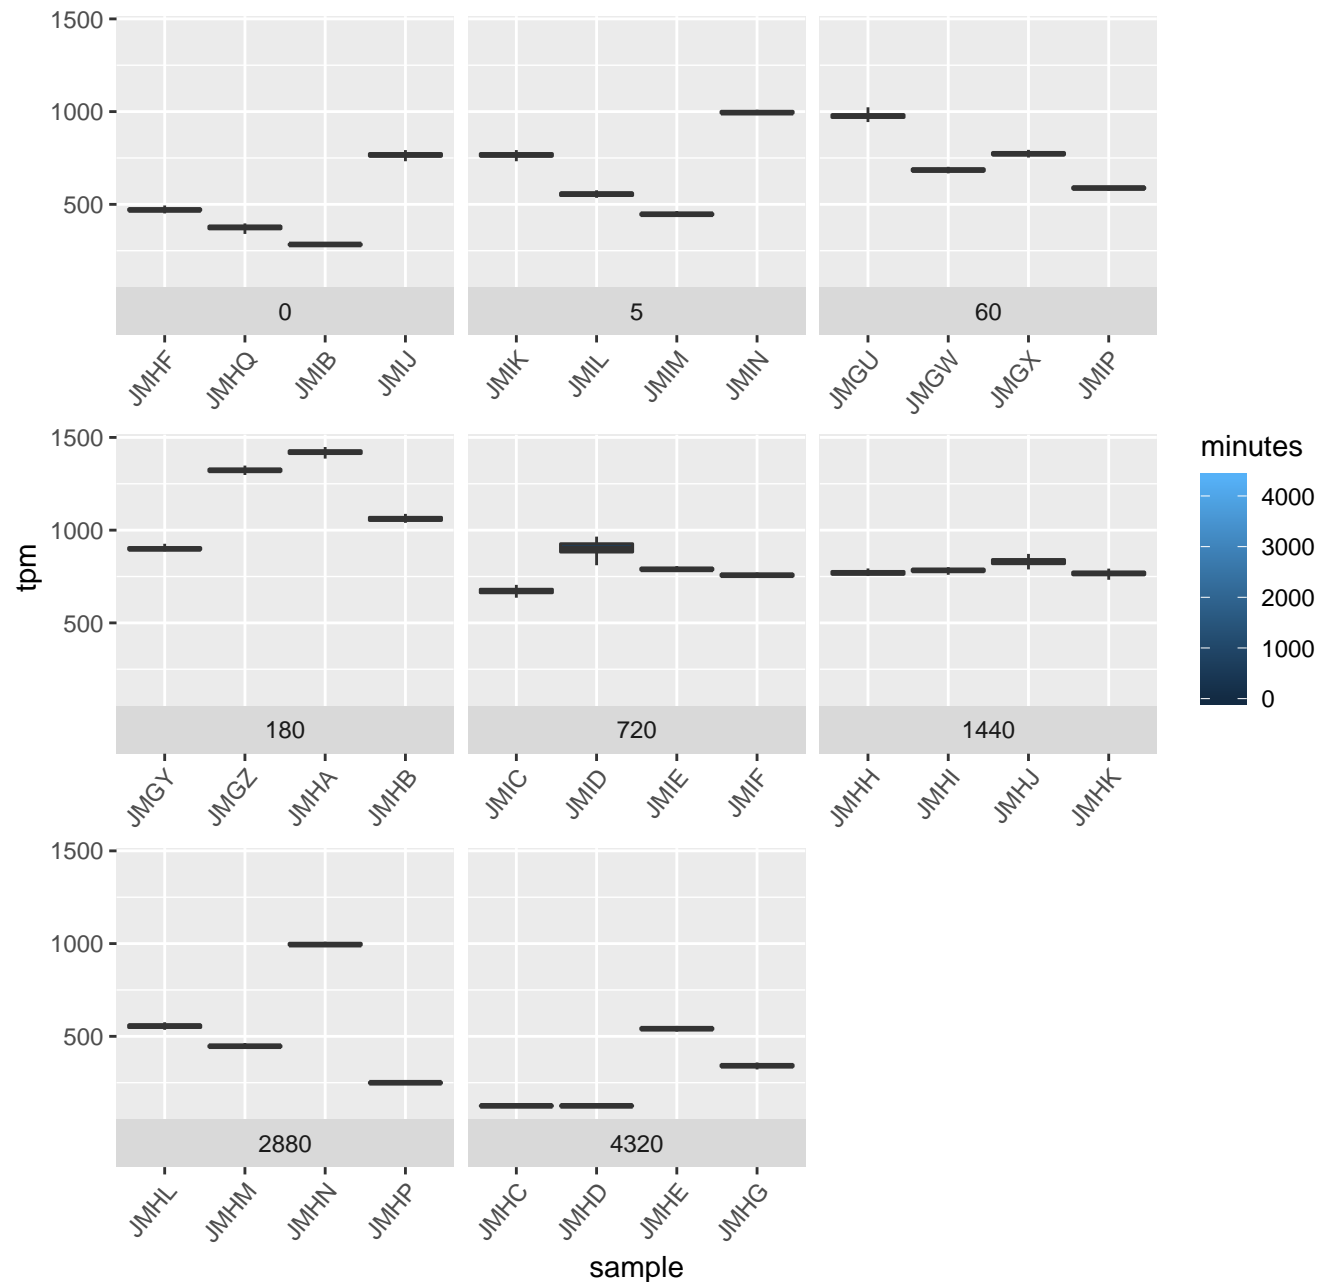 1500
1000
500
0
5
60
JMHF
JMHQ
JMIB
JMIJ
JMIK
JMIL
JMIM
JMIN
JMGU
JMGW
JMGX
JMIP
1500
1000
500
tpm
180
720
1440
JMGY
JMGZ
JMHA
JMHB
JMIC
JMID
JMIE
JMIF
JMHH
JMHI
JMHJ
JMHK
minutes
4000
3000
2000
1000
0
1500
1000
500
2880
4320
JMHL
JMHM
JMHN
JMHP
JMHC
JMHD
JMHE
JMHG
sample